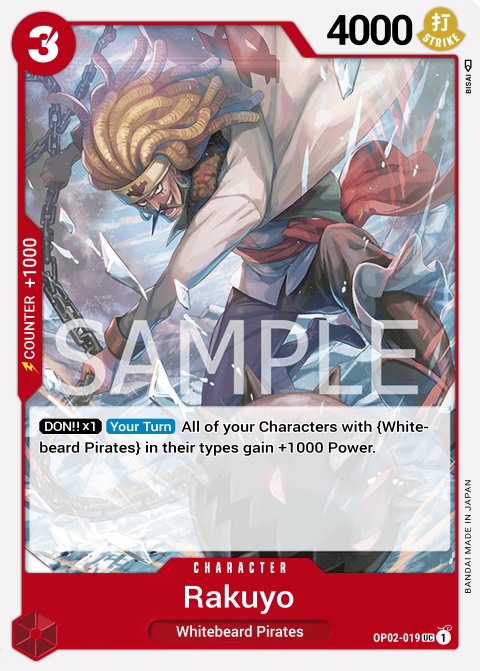 3
4000
打
STRIKE
BISAI
COUNTER +1000
SAMPLE
DON!!×1 Your Turn All of your Characters with {White-
beard Pirates} in their types gain +1000 Power.
BANDAI MADE IN JAPAN
CHARACTER
Rakuyo
Whitebeard Pirates
OP02-019 UC 1